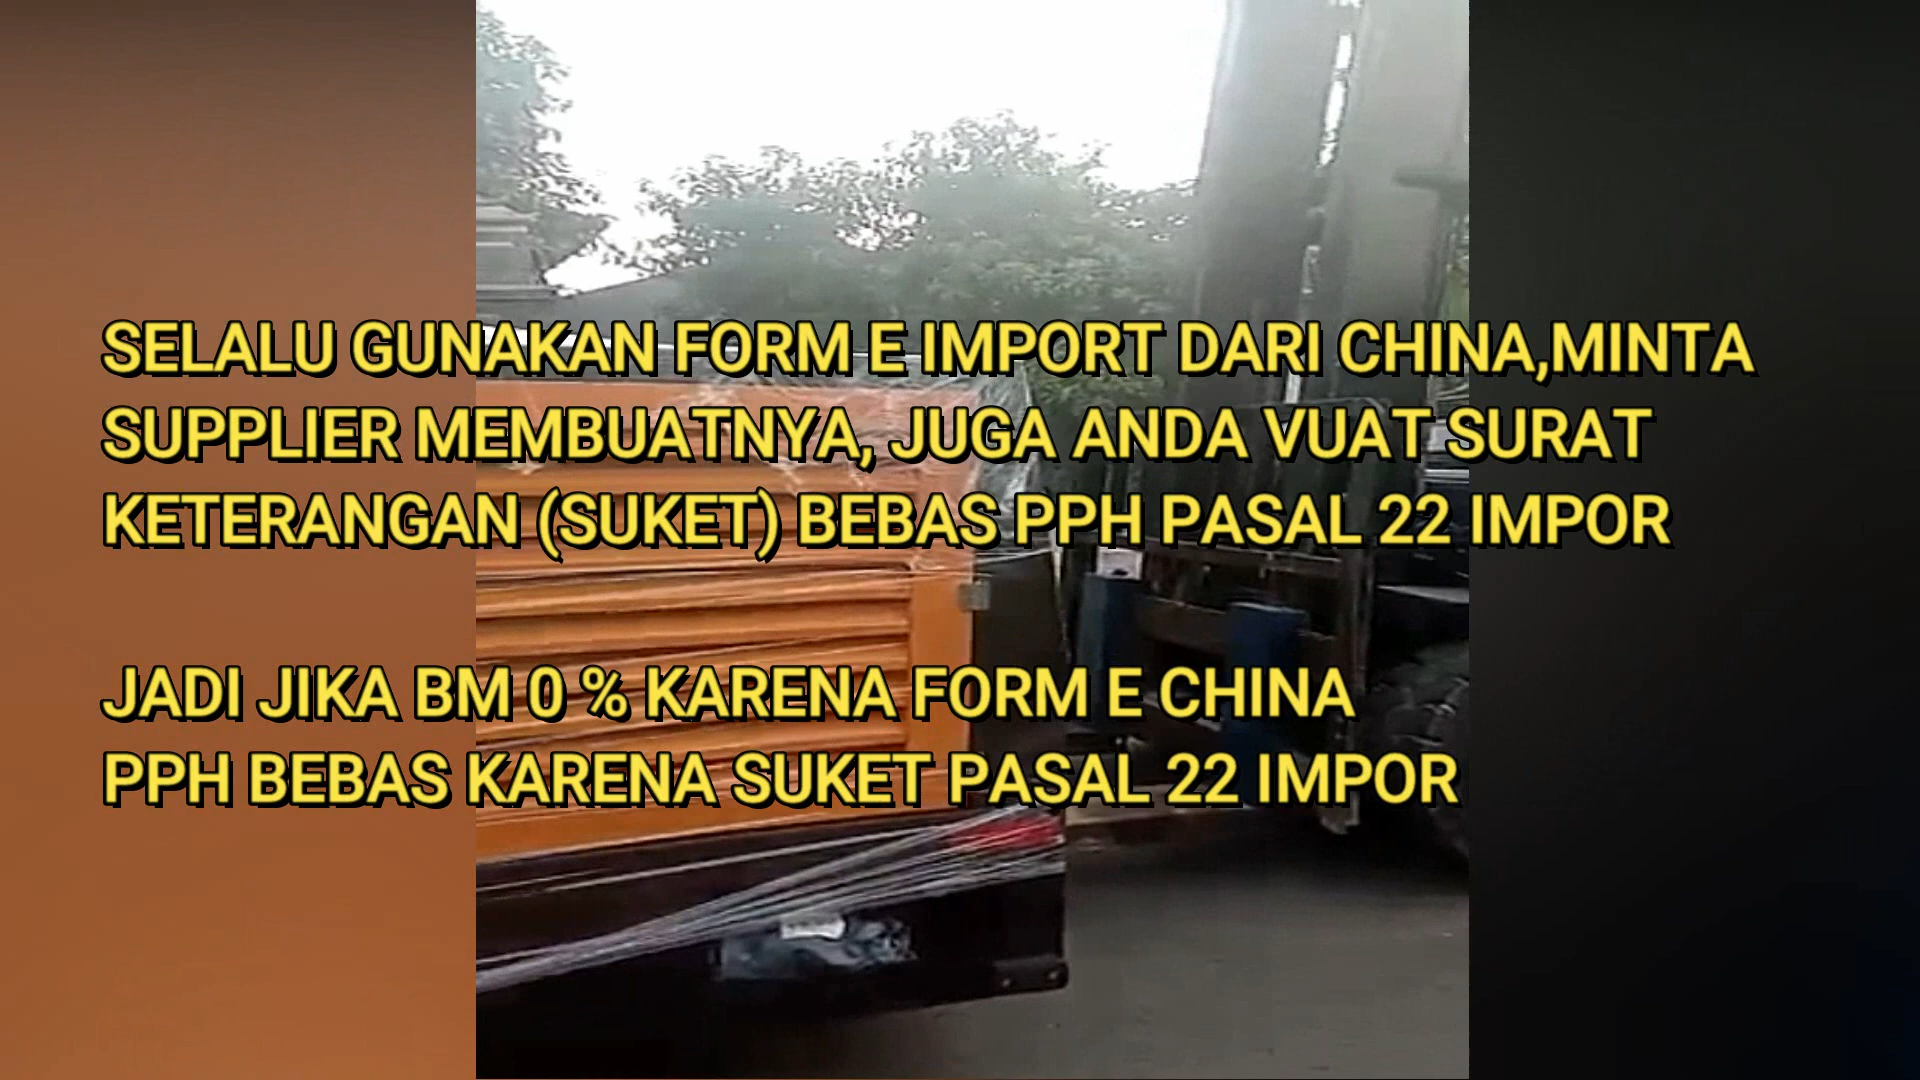 SELALU GUNAKAN FORM E IMPORT DARI CHINA,MINTA
SUPPLIER MEMBUATNYA, JUGA ANDA VUAT SURAT
KETERANGAN (SUKET) BEBAS PPH PASAL 22 IMPOR
JADI JIKA BM 0 % KARENA FORM E CHINA
PPH BEBAS KARENA SUKET PASAL 22 IMPOR